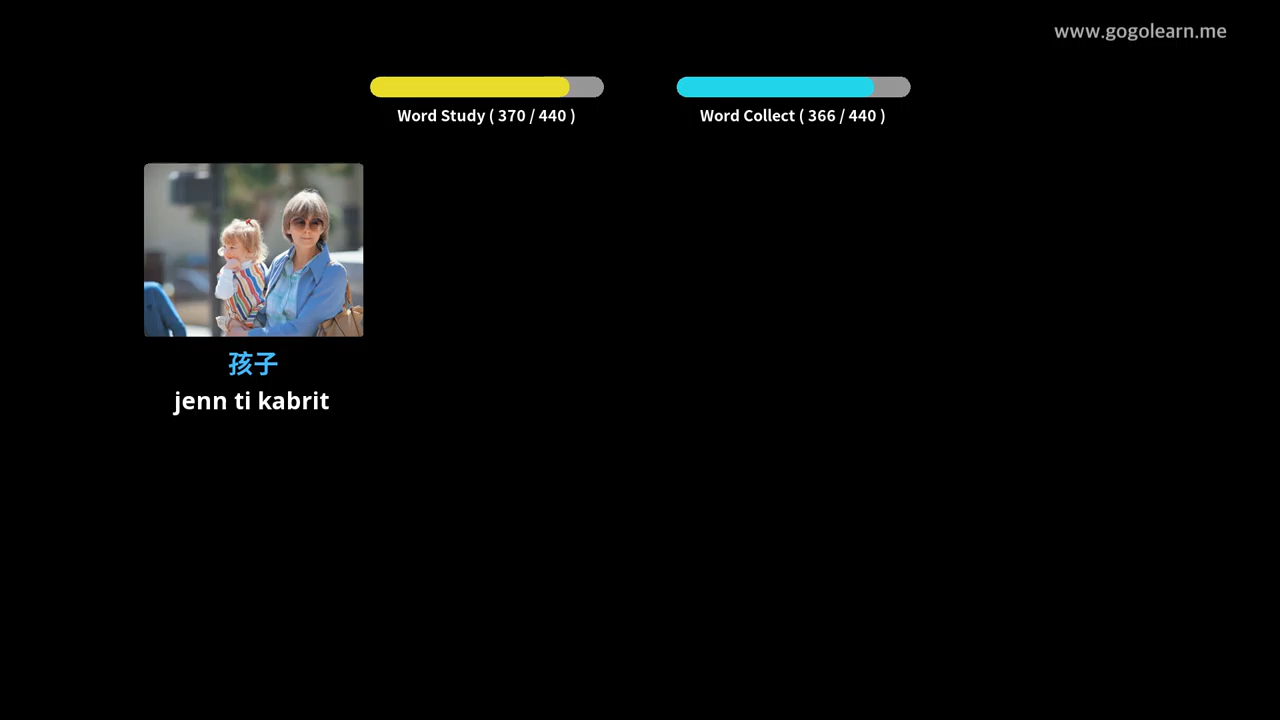 www.gogolearn.me
Word Study ( 370 / 440 )
Word Collect ( 366 / 440 )
孩子
jenn ti kabrit